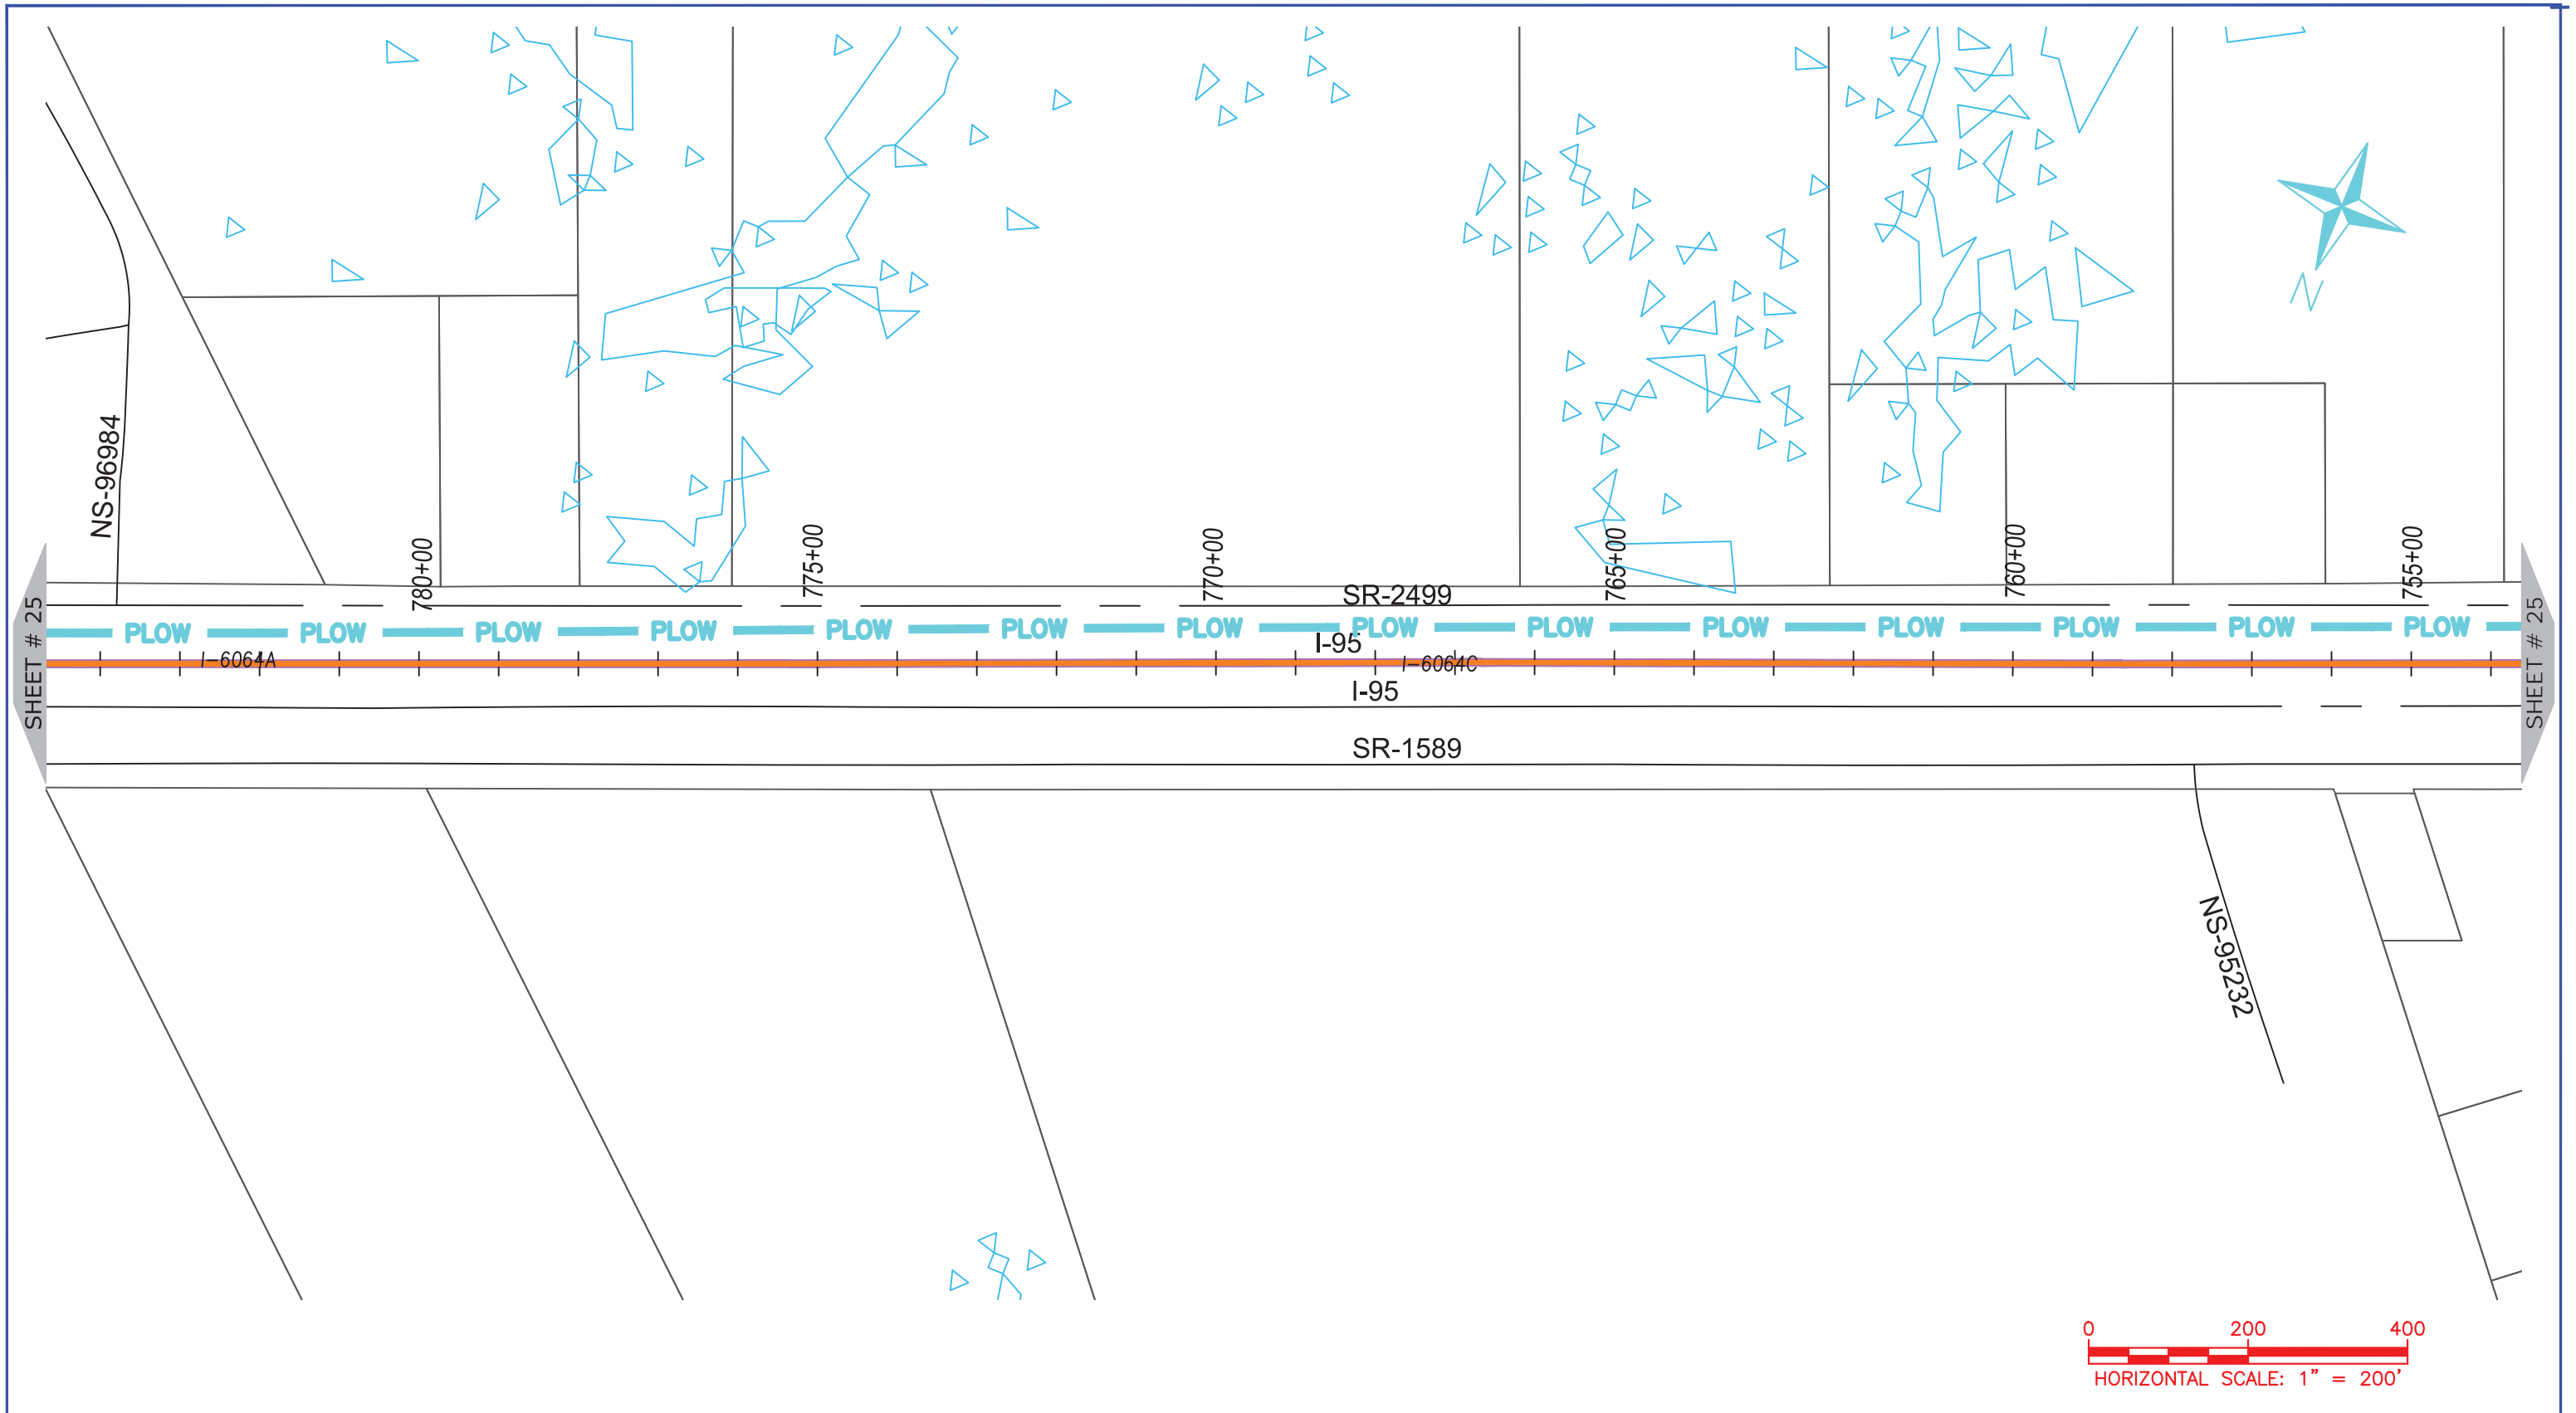 NS-96984
780+00
775+00
770+00
765+00
760+00
755+00
SR-2499
PLOW PLOW PLOW PLOW PLOW PLOW PLOW PLOW PLOW PLOW PLOW PLOW PLOW PLOW
I-95
I-6064A
I-6064C
I-95
SHEET # 25
SHEET # 25
SR-1589
NS-95232
N
0 200 400
HORIZONTAL SCALE: 1" = 200'